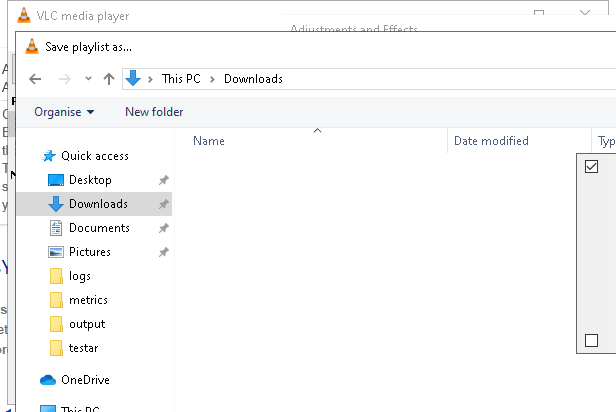 VLC media player
Adjustments and Effects
Save playlist as...
This PC > Downloads
Organise
New folder
Name
Date modified
Typ
Quick access
Desktop
Downloads
Documents
Pictures
logs
metrics
output
testar
OneDrive
This PC